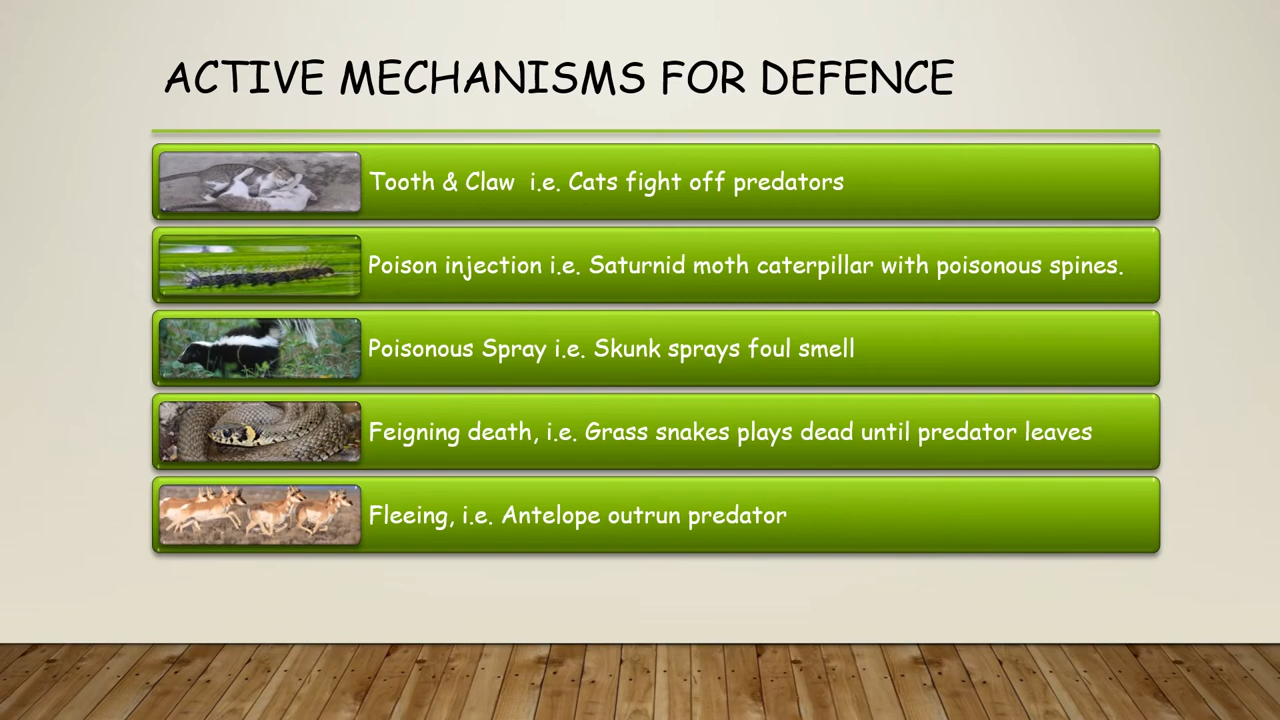 ACTIVE MECHANISMS FOR DEFENCE
Tooth & Claw  i.e. Cats fight off predators
Poison injection i.e. Saturnid moth caterpillar with poisonous spines.
Poisonous Spray i.e. Skunk sprays foul smell
Feigning death, i.e. Grass snakes plays dead until predator leaves
Fleeing, i.e. Antelope outrun predator